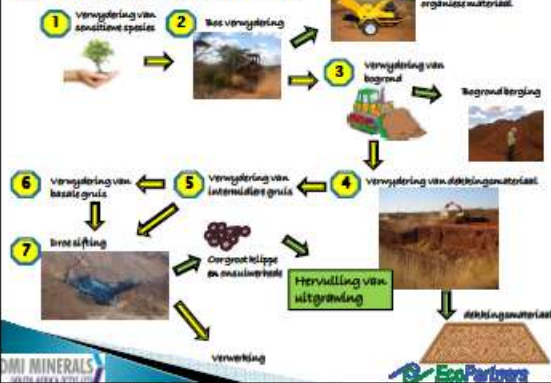 organiese materiaal
1
Verwydering van
sensitiewe spesies
2
Bos verwydering
3
Verwydering van
bogrond
Bogrond berging
6
Verwydering van
basale gruis
5
Verwydering van
intermidiere gruis
4
Verwydering van dekkingsmateriaal
7
Droe sifting
Oorgroot klippe
en onsuiwerhede
Hervulling van
uitgrawing
dekkingsmateriaal
Verwerking
OMI MINERALS
EcoPartners